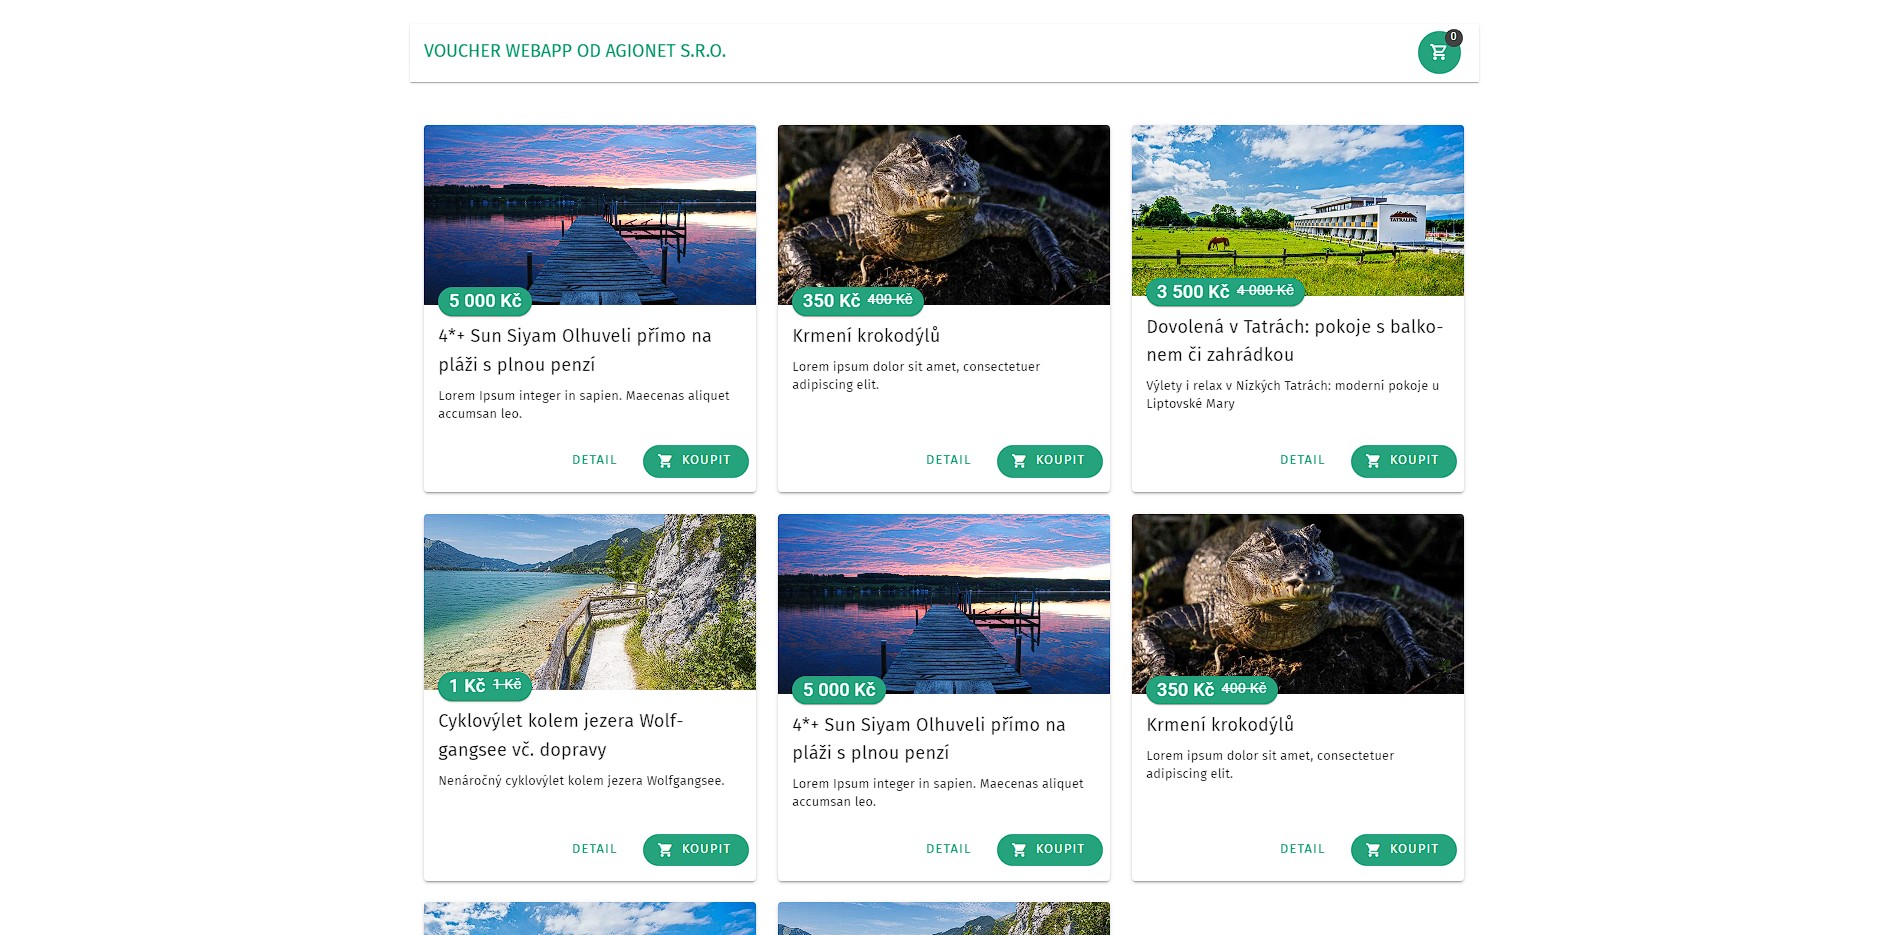 VOUCHER WEBAPP OD AGIONET S.R.O.
0
5 000 Kč
4*+ Sun Siyam Olhuveli přímo na
pláži s plnou penzí
Lorem Ipsum integer in sapien. Maecenas aliquet
accumsan leo.
DETAIL
KOUPIT
350 Kč 400 Kč
Krmení krokodýlů
Lorem ipsum dolor sit amet, consectetuer
adipiscing elit.
DETAIL
KOUPIT
TATRALINE
3 500 Kč 4 000 Kč
Dovolená v Tatrách: pokoje s balko-
nem či zahrádkou
Výlety i relax v Nízkých Tatrách: moderní pokoje u
Liptovské Mary
DETAIL
KOUPIT
1 Kč 1 Kč
Cyklovýlet kolem jezera Wolf-
gangsee vč. dopravy
Nenáročný cyklovýlet kolem jezera Wolfgangsee.
DETAIL
KOUPIT
5 000 Kč
4*+ Sun Siyam Olhuveli přímo na
pláži s plnou penzí
Lorem Ipsum integer in sapien. Maecenas aliquet
accumsan leo.
DETAIL
KOUPIT
350 Kč 400 Kč
Krmení krokodýlů
Lorem ipsum dolor sit amet, consectetuer
adipiscing elit.
DETAIL
KOUPIT